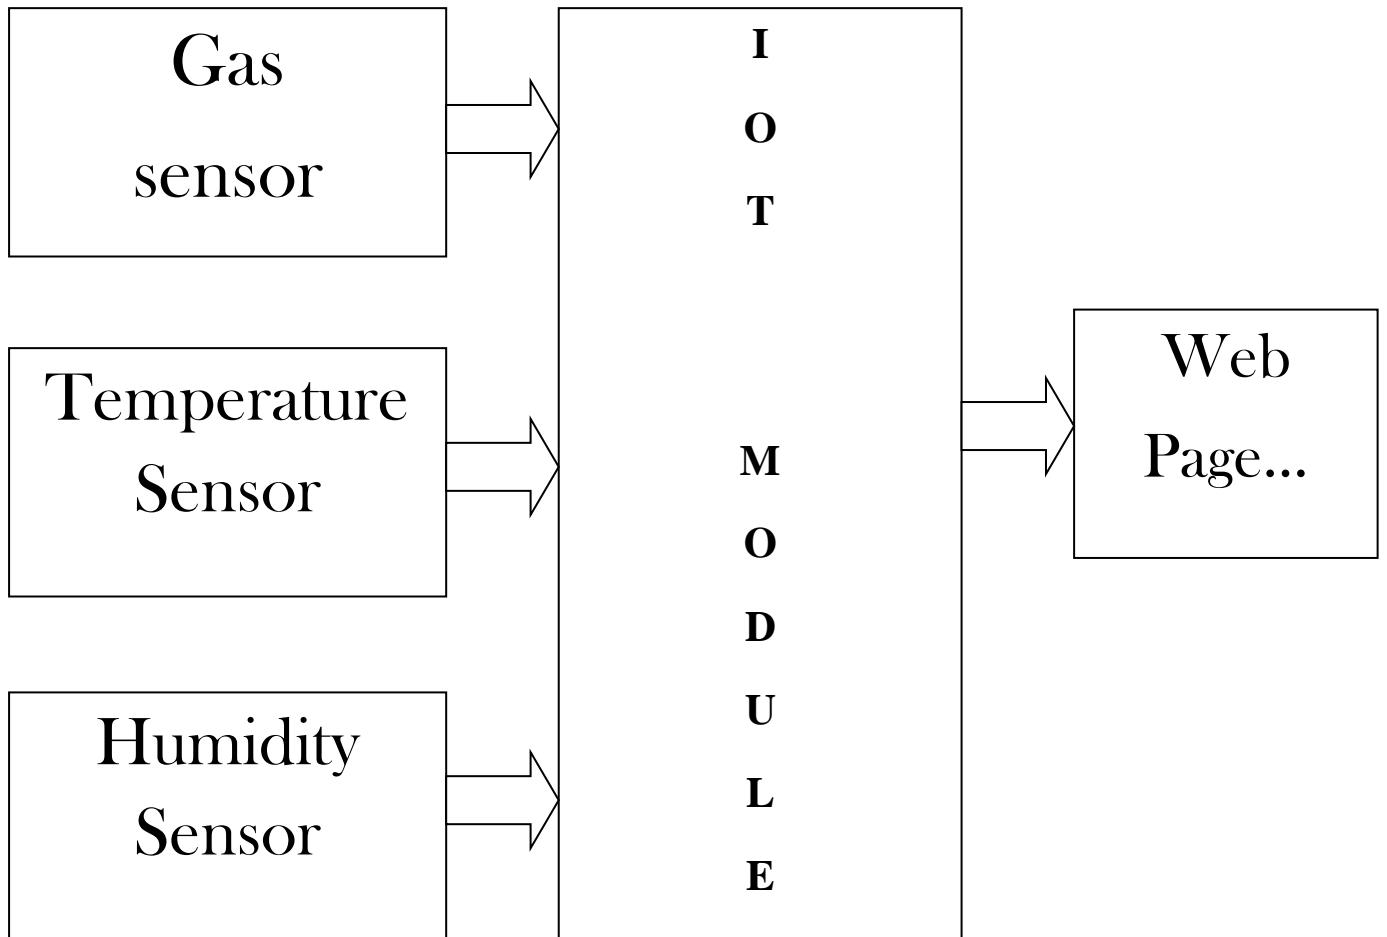 Gas
sensor
Temperature
Sensor
Humidity
Sensor
I
O
T
M
O
D
U
L
E
Web
Page...